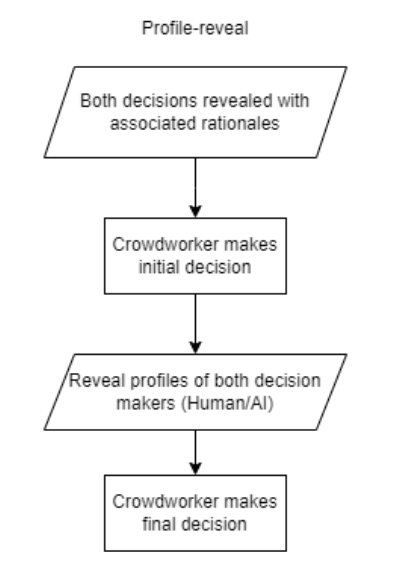 Profile-reveal
Both decisions revealed with
associated rationales
Crowdworker makes
initial decision
Reveal profiles of both decision
makers (Human/AI)
Crowdworker makes
final decision